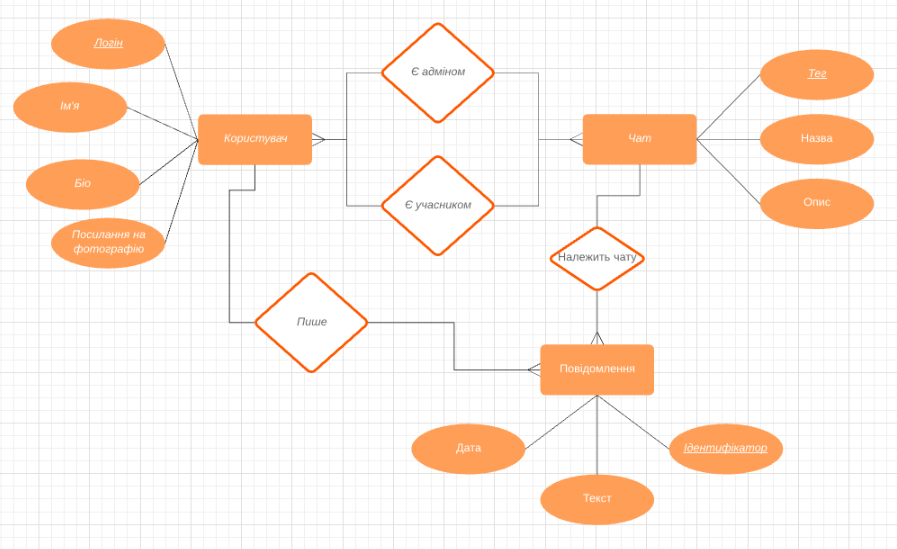 Логін
Є адміном
Тег
Ім'я
Користувач
Чат
Назва
Біо
Є учасником
Опис
Посилання на
фотографію
Належить чату
Пише
Повідомлення
Дата
Ідентифікатор
Текст